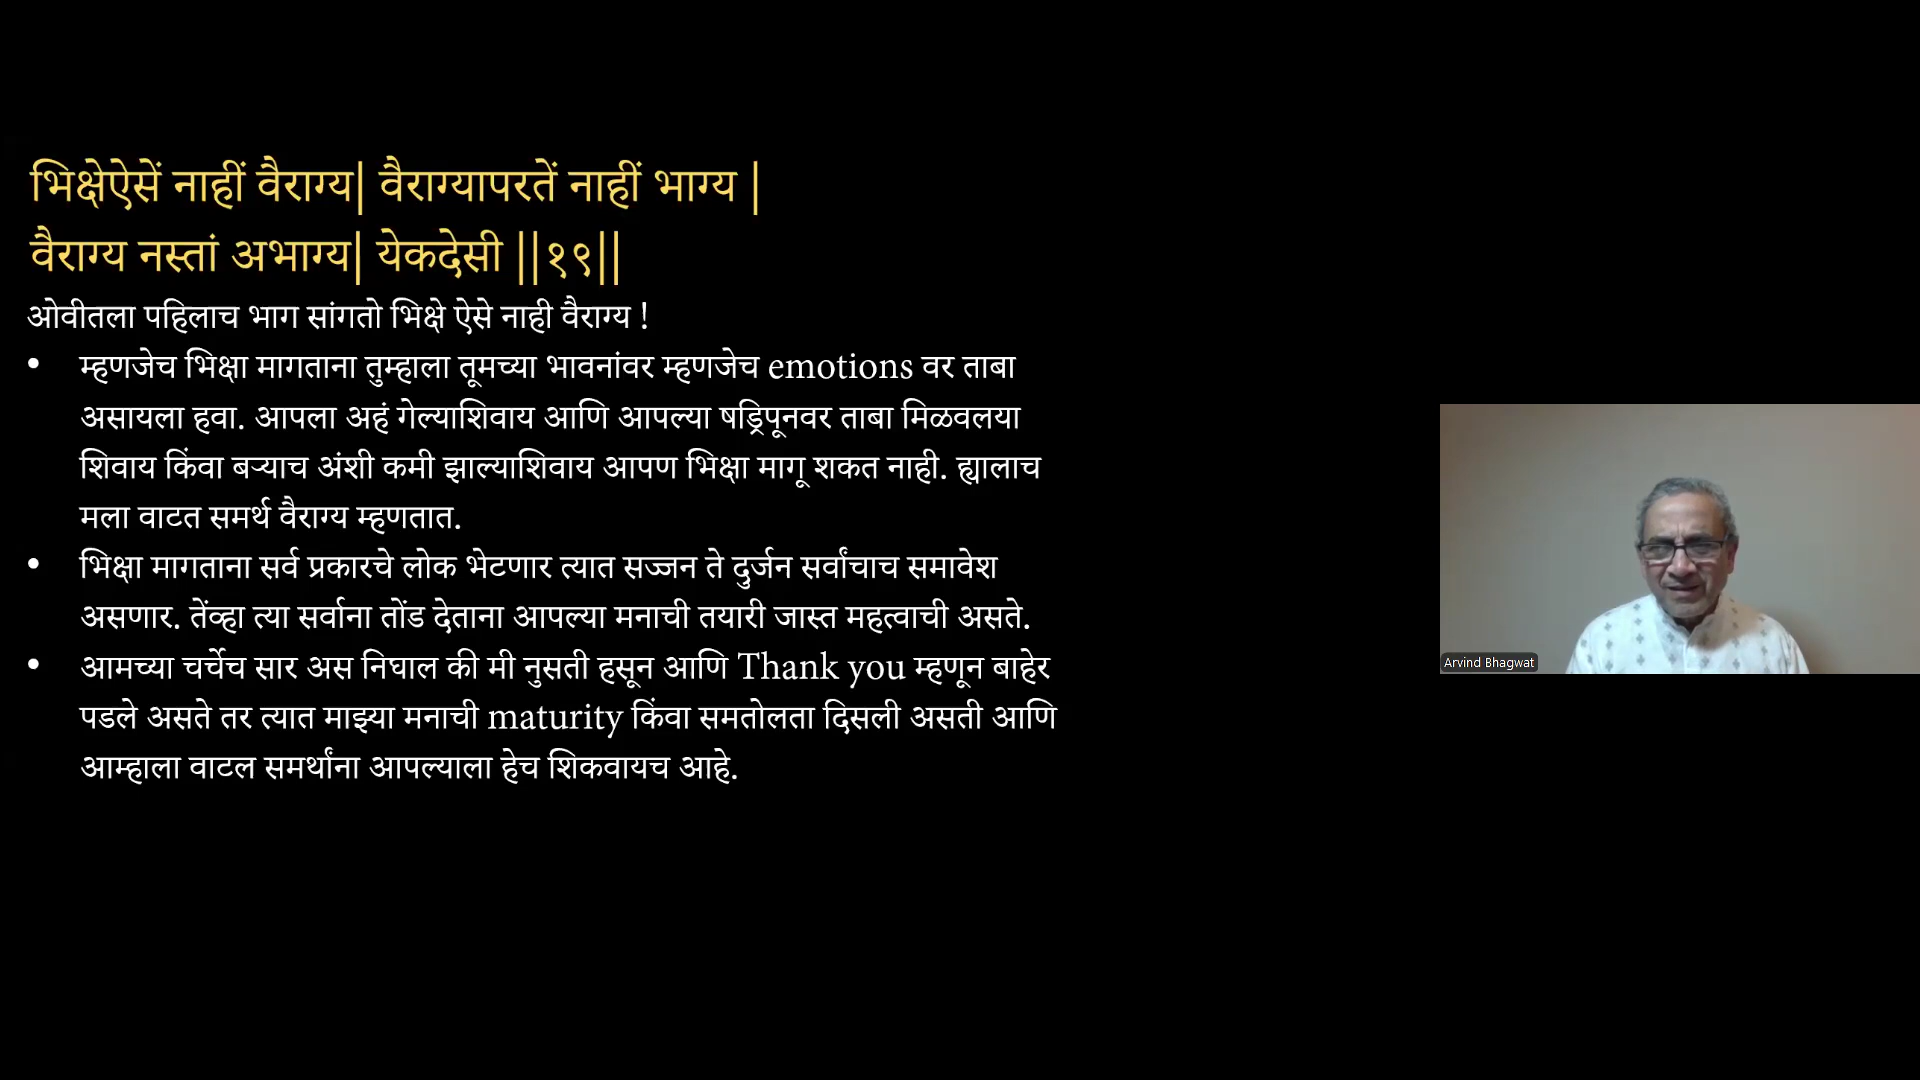 भिक्षेऐसें नाहीं वैराग्य| वैराग्यापरतें नाहीं भाग्य |
वैराग्य नस्तां अभाग्य| येकदेसी ||१९||
ओवीतला पहिलाच भाग सांगतो भिक्षे ऐसे नाही वैराग्य !
• म्हणजेच भिक्षा मागताना तुम्हाला तूमच्या भावनांवर म्हणजेच emotions वर ताबा
असायला हवा. आपला अहं गेल्याशिवाय आणि आपल्या षड्रिपूनवर ताबा मिळवलया
शिवाय किंवा बऱ्याच अंशी कमी झाल्याशिवाय आपण भिक्षा मागू शकत नाही. ह्यालाच
मला वाटत समर्थ वैराग्य म्हणतात.
• भिक्षा मागताना सर्व प्रकारचे लोक भेटणार त्यात सज्जन ते दुर्जन सर्वांचाच समावेश
असणार. तेंव्हा त्या सर्वाना तोंड देताना आपल्या मनाची तयारी जास्त महत्वाची असते.
• आमच्या चर्चेच सार अस निघाल की मी नुसती हसून आणि Thank you म्हणून बाहेर
पडले असते तर त्यात माझ्या मनाची maturity किंवा समतोलता दिसली असती आणि
आम्हाला वाटल समर्थांना आपल्याला हेच शिकवायच आहे.
Arvind Bhagwat